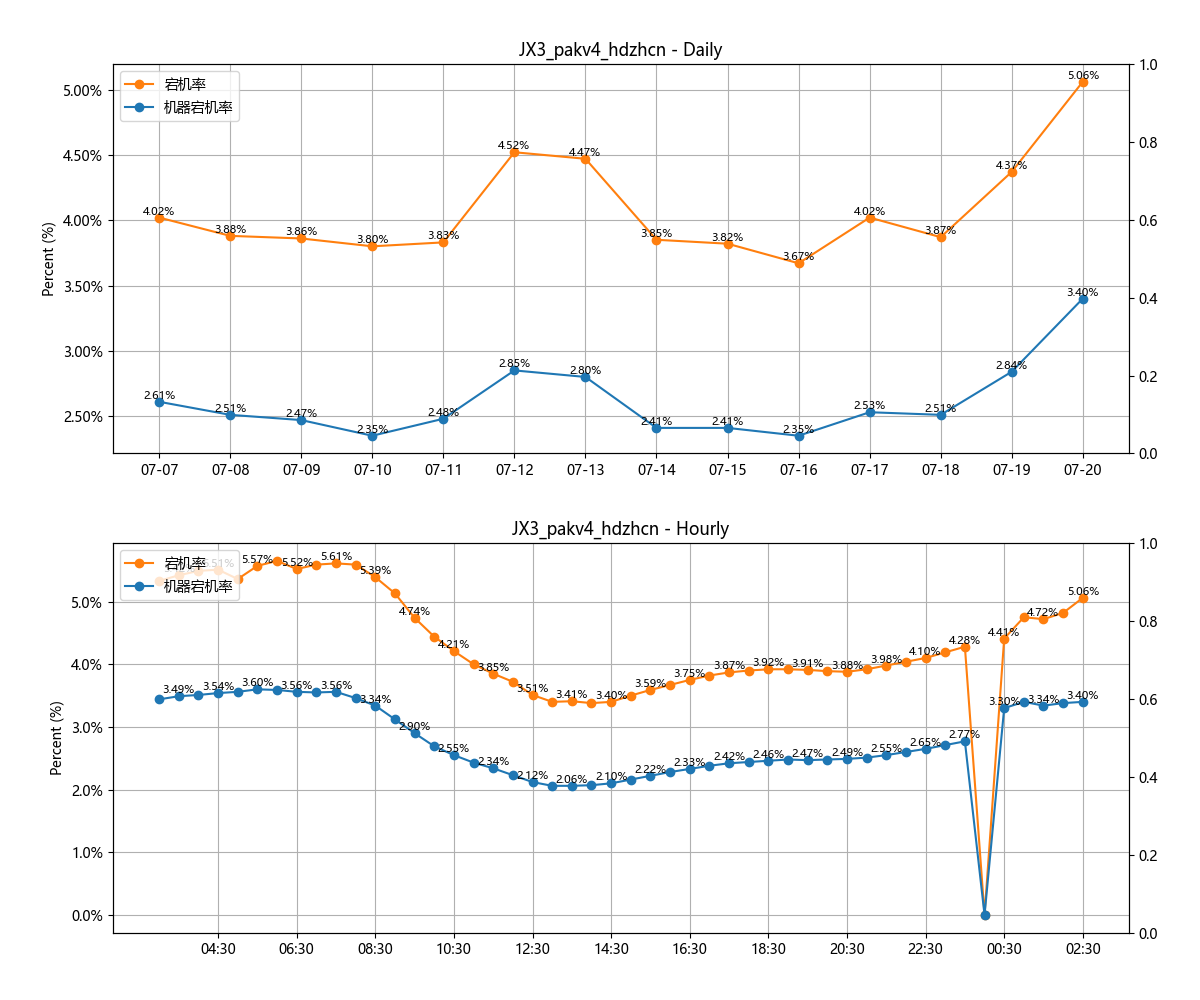 JX3_pakv4_hdzhcn - Daily
宕机率
机器宕机率
Percent (%)
5.00%
4.50%
4.00%
3.50%
3.00%
2.50%
1.0
0.8
0.6
0.4
0.2
0.0
4.02% 3.88% 3.86% 3.80% 3.83% 4.52% 4.47% 3.85% 3.82% 3.67% 4.02% 3.87% 4.37% 5.06%
2.61% 2.51% 2.47% 2.35% 2.48% 2.85% 2.80% 2.41% 2.41% 2.35% 2.53% 2.51% 2.84% 3.40%
07-07 07-08 07-09 07-10 07-11 07-12 07-13 07-14 07-15 07-16 07-17 07-18 07-19 07-20
JX3_pakv4_hdzhcn - Hourly
宕机率
机器宕机率
Percent (%)
5.0%
4.0%
3.0%
2.0%
1.0%
0.0%
1.0
0.8
0.6
0.4
0.2
0.0
5.51% 5.57% 5.52% 5.61% 5.39% 4.74% 4.21% 3.85% 3.51% 3.41% 3.40% 3.59% 3.75% 3.87% 3.92% 3.91% 3.88% 3.98% 4.10% 4.28% 4.41% 4.72% 5.06%
3.49% 3.54% 3.60% 3.56% 3.56% 3.34% 2.90% 2.55% 2.34% 2.12% 2.06% 2.10% 2.22% 2.33% 2.42% 2.46% 2.47% 2.49% 2.55% 2.65% 2.77% 3.30% 3.34% 3.40%
04:30 06:30 08:30 10:30 12:30 14:30 16:30 18:30 20:30 22:30 00:30 02:30